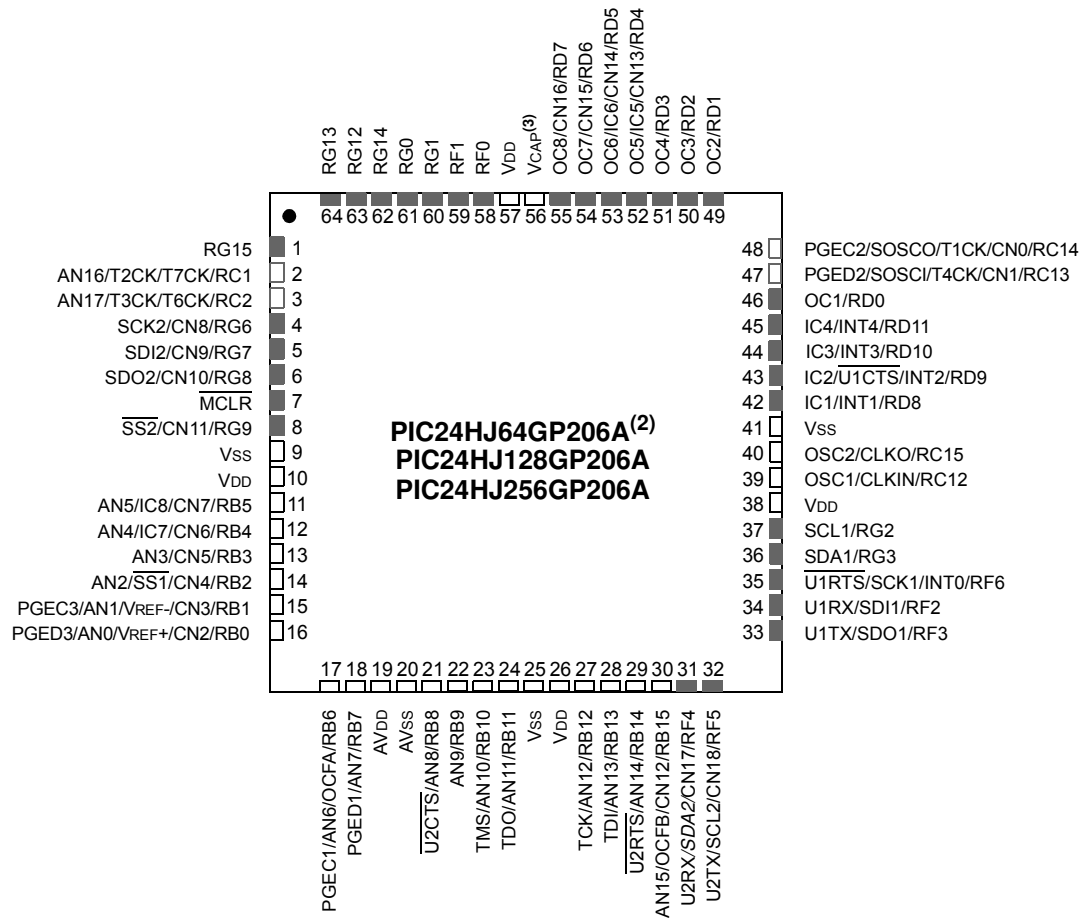 RG13
RG12
RG14
RG0
RG1
RF1
RF0
VDD
VCAP(3)
OC8/CN16/RD7
OC7/CN15/RD6
OC6/IC6/CN14/RD5
OC5/IC5/CN13/RD4
OC4/RD3
OC3/RD2
OC2/RD1
64 63 62 61 60 59 58 57 56 55 54 53 52 51 50 49
RG15 1
AN16/T2CK/T7CK/RC1 2
AN17/T3CK/T6CK/RC2 3
SCK2/CN8/RG6 4
SDI2/CN9/RG7 5
SDO2/CN10/RG8 6
MCLR 7
SS2/CN11/RG9 8
VSS 9
VDD 10
AN5/IC8/CN7/RB5 11
AN4/IC7/CN6/RB4 12
AN3/CN5/RB3 13
AN2/SS1/CN4/RB2 14
PGEC3/AN1/VREF-/CN3/RB1 15
PGED3/AN0/VREF+/CN2/RB0 16
PIC24HJ64GP206A(2)
PIC24HJ128GP206A
PIC24HJ256GP206A
48 PGEC2/SOSCO/T1CK/CN0/RC14
47 PGED2/SOSCI/T4CK/CN1/RC13
46 OC1/RD0
45 IC4/INT4/RD11
44 IC3/INT3/RD10
43 IC2/U1CTS/INT2/RD9
42 IC1/INT1/RD8
41 VSS
40 OSC2/CLKO/RC15
39 OSC1/CLKIN/RC12
38 VDD
37 SCL1/RG2
36 SDA1/RG3
35 U1RTS/SCK1/INT0/RF6
34 U1RX/SDI1/RF2
33 U1TX/SDO1/RF3
17 18 19 20 21 22 23 24 25 26 27 28 29 30 31 32
PGEC1/AN6/OCFA/RB6
PGED1/AN7/RB7
AVDD
AVSS
U2CTS/AN8/RB8
AN9/RB9
TMS/AN10/RB10
TDO/AN11/RB11
VSS
VDD
TCK/AN12/RB12
TDI/AN13/RB13
U2RTS/AN14/RB14
AN15/OCFB/CN12/RB15
U2RX/SDA2/CN17/RF4
U2TX/SCL2/CN18/RF5